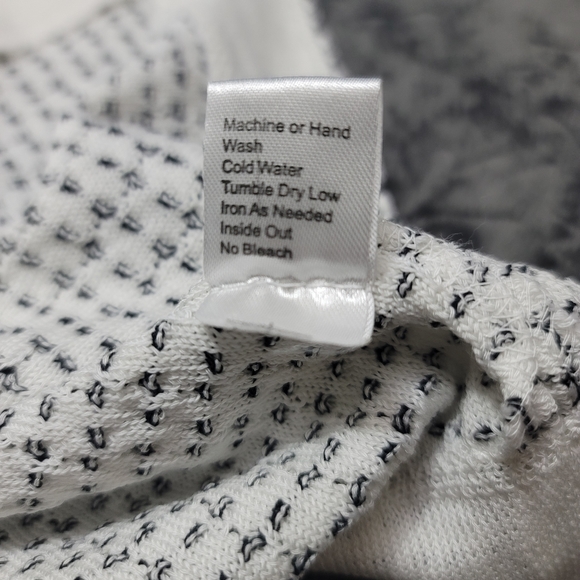 Machine or Hand
Wash
Cold Water
Tumble Dry Low
Iron As Needed
Inside Out
No Bleach